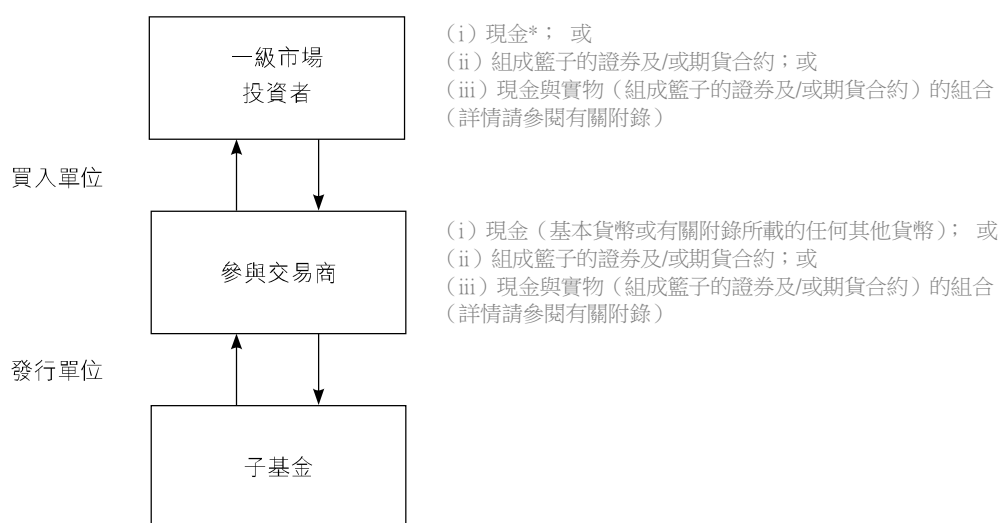 一級市場
投資者
（i）現金*； 或
（ii）組成籃子的證券及/或期貨合約；或
（iii）現金與實物（組成籃子的證券及/或期貨合約）的組合
（詳情請參閱有關附錄）
買入單位
參與交易商
（i）現金（基本貨幣或有關附錄所載的任何其他貨幣）； 或
（ii）組成籃子的證券及/或期貨合約；或
（iii）現金與實物（組成籃子的證券及/或期貨合約）的組合
（詳情請參閱有關附錄）
發行單位
子基金